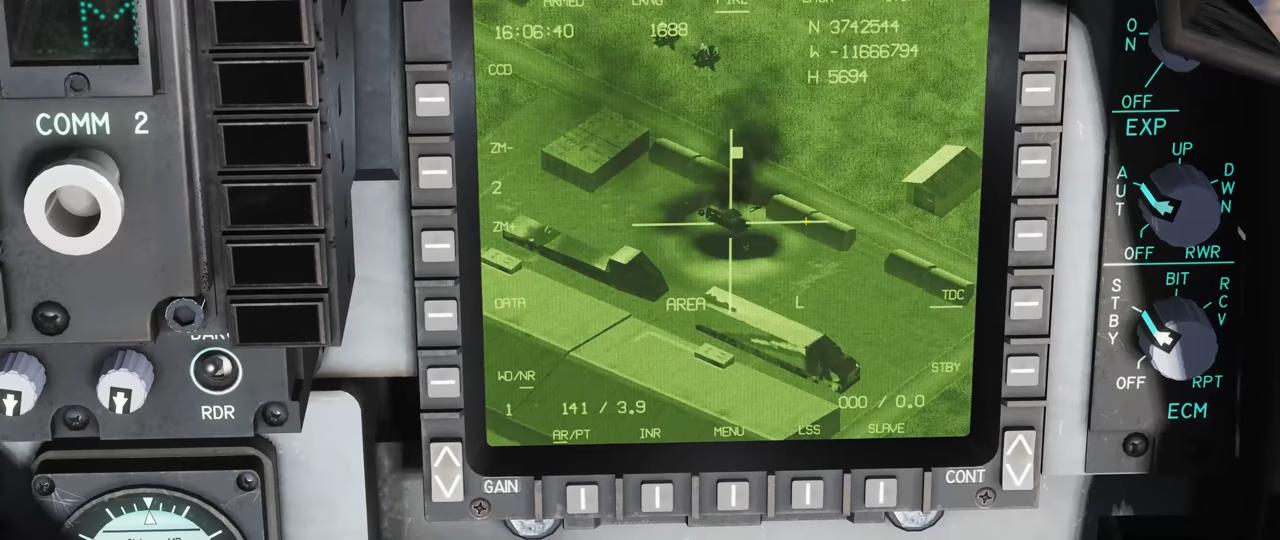 ARMED
16:06:40
1688
N 3742544
W -11666794
H 5694
CCD
ZM-
2
ZM+
DATA
AREA
L
TDC
WD/NR
STBY
1
141 / 3.9
000 / 0.0
AR/PT
INR
MENU
LSS
SLAVE
GAIN
CONT
M
COMM 2
RDR
ON
OFF
EXP
UP
AUT
DWN
OFF
RWR
BIT
STBY
RCV
OFF
RPT
ECM